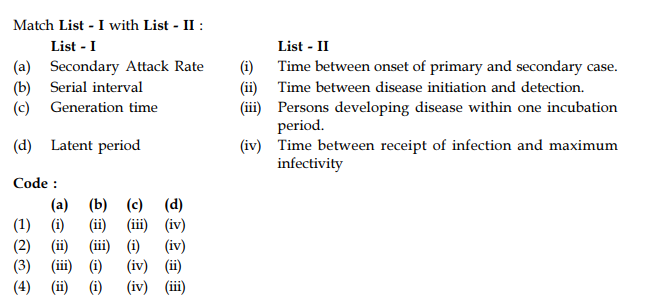 Match List - I with List - II :
List - I List - II
(a) Secondary Attack Rate (i) Time between onset of primary and secondary case.
(b) Serial interval (ii) Time between disease initiation and detection.
(c) Generation time (iii) Persons developing disease within one incubation
period.
(d) Latent period (iv) Time between receipt of infection and maximum
infectivity
Code :
(a) (b) (c) (d)
(1) (i) (ii) (iii) (iv)
(2) (ii) (iii) (i) (iv)
(3) (iii) (i) (iv) (ii)
(4) (ii) (i) (iv) (iii)